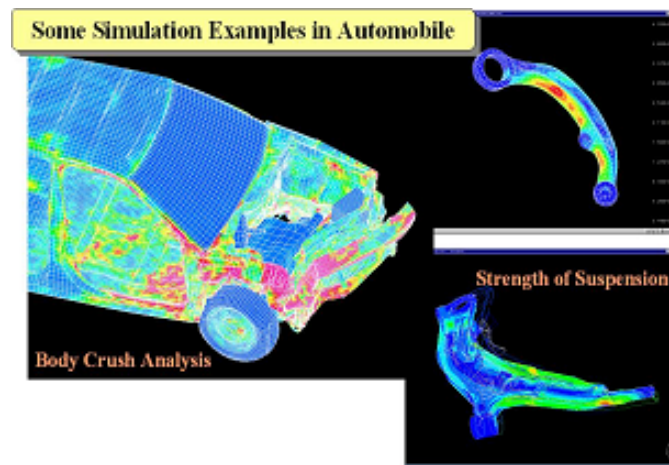 Some Simulation Examples in Automobile
Strength of Suspension
Body Crush Analysis